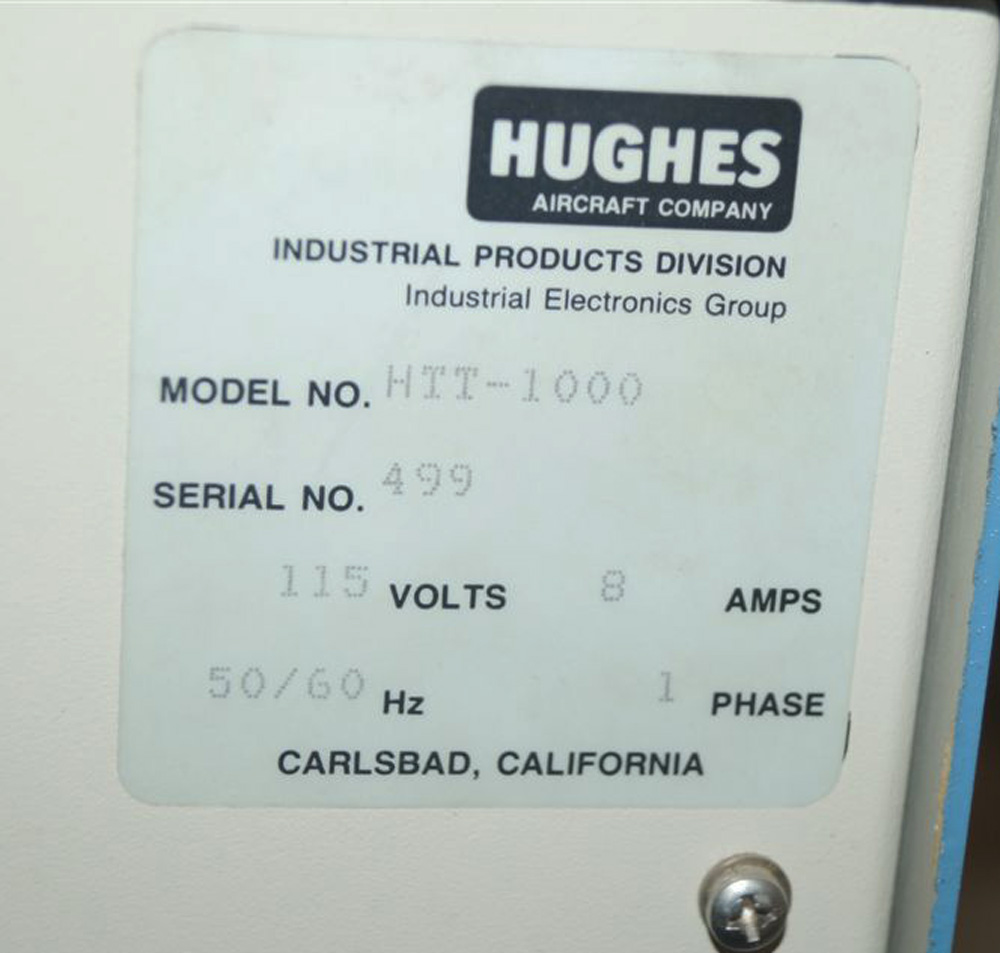 HUGHES
AIRCRAFT COMPANY
INDUSTRIAL PRODUCTS DIVISION
Industrial Electronics Group
MODEL NO. HTT-1000
SERIAL NO. 499
115 VOLTS 8 AMPS
50/60 Hz 1 PHASE
CARLSBAD, CALIFORNIA